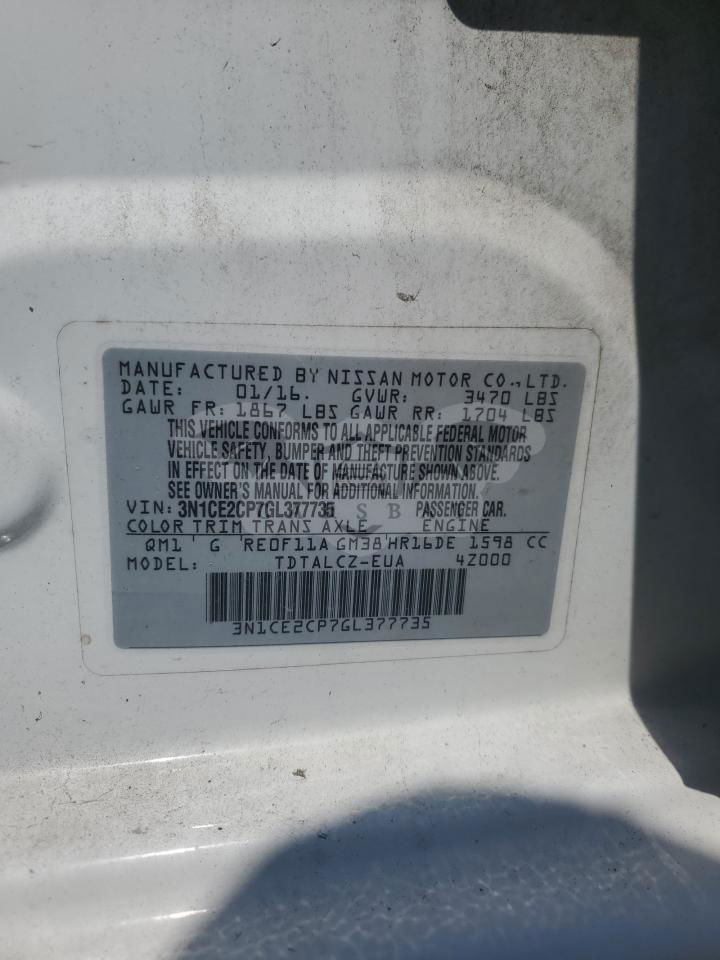 MANUFACTURED BY NISSAN MOTOR CO.,LTD.
DATE: 01/16. GVWR: 3470 LBS
GAWR FR: 1867 LBS GAWR RR: 1704 LBS
THIS VEHICLE CONFORMS TO ALL APPLICABLE FEDERAL MOTOR
VEHICLE SAFETY, BUMPER AND THEFT PREVENTION STANDARDS
IN EFFECT ON THE DATE OF MANUFACTURE SHOWN ABOVE.
SEE OWNER'S MANUAL FOR ADDITIONAL INFORMATION.
VIN: 3N1CE2CP7GL377735 PASSENGER CAR.
COLOR TRIM TRANS AXLE ENGINE
QM1 G RE0F11A GM38 HR16DE 1598 CC
MODEL: TDTALCZ-EUA 4Z000
3N1CE2CP7GL377735